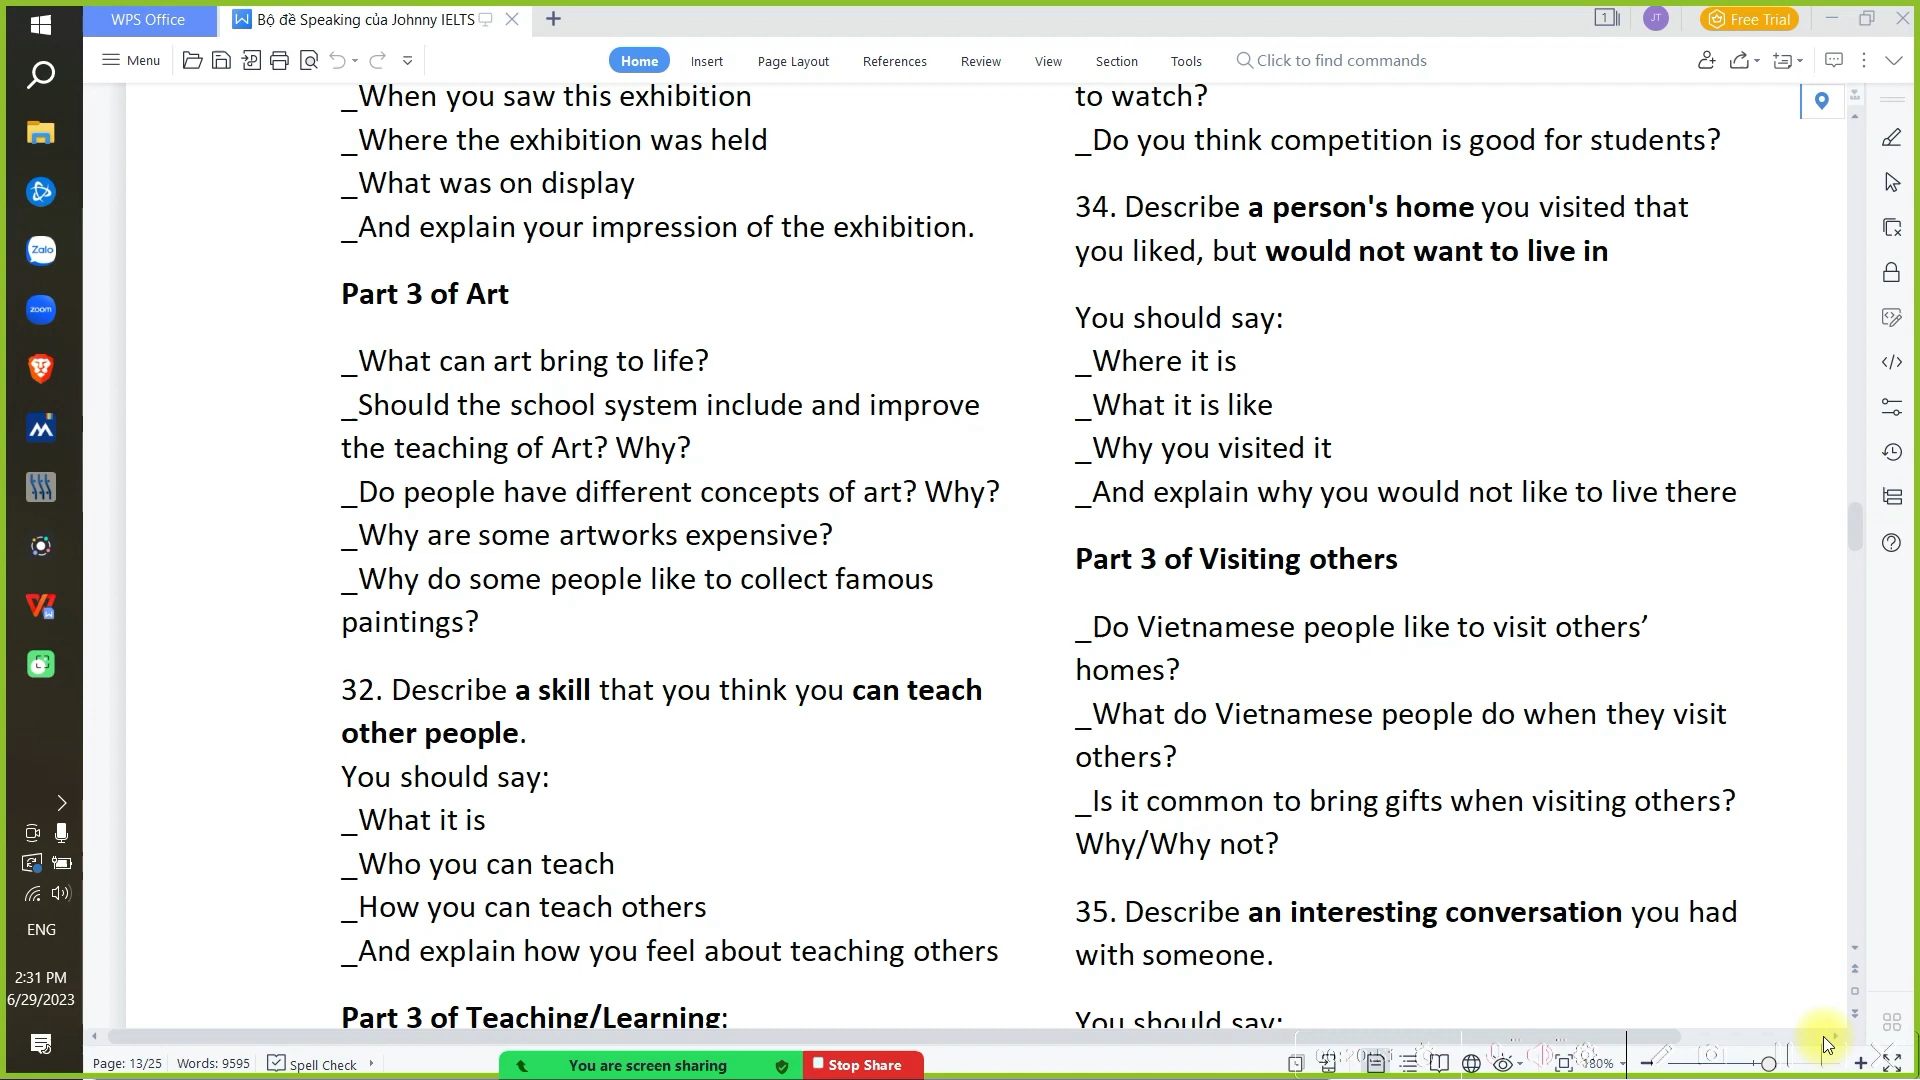 WPS Office
Bộ đề Speaking của Johnny IELTS
1
JT
Free Trial
Menu
Home
Insert
Page Layout
References
Review
View
Section
Tools
Click to find commands
_When you saw this exhibition
_Where the exhibition was held
_What was on display
_And explain your impression of the exhibition.
Part 3 of Art
_What can art bring to life?
_Should the school system include and improve
the teaching of Art? Why?
_Do people have different concepts of art? Why?
_Why are some artworks expensive?
_Why do some people like to collect famous
paintings?
32. Describe a skill that you think you can teach
other people.
You should say:
_What it is
_Who you can teach
_How you can teach others
_And explain how you feel about teaching others
Part 3 of Teaching/Learning:
to watch?
_Do you think competition is good for students?
34. Describe a person's home you visited that
you liked, but would not want to live in
You should say:
_Where it is
_What it is like
_Why you visited it
_And explain why you would not like to live there
Part 3 of Visiting others
_Do Vietnamese people like to visit others’
homes?
_What do Vietnamese people do when they visit
others?
_Is it common to bring gifts when visiting others?
Why/Why not?
35. Describe an interesting conversation you had
with someone.
You should say:
Zalo
zoom
ENG
2:31 PM
6/29/2023
Page: 13/25
Words: 9595
Spell Check
You are screen sharing
Stop Share
180%